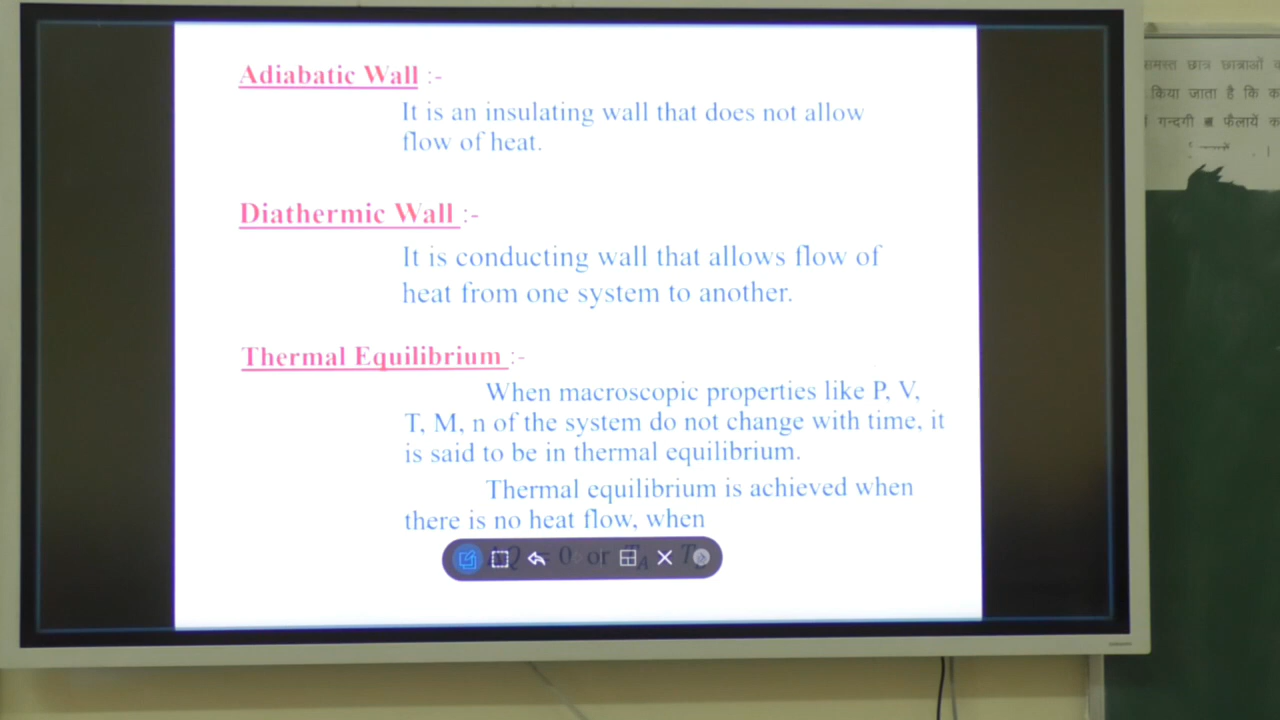 Adiabatic Wall :-
It is an insulating wall that does not allow
flow of heat.
Diathermic Wall :-
It is conducting wall that allows flow of
heat from one system to another.
Thermal Equilibrium :-
When macroscopic properties like P, V,
T, M, n of the system do not change with time, it
is said to be in thermal equilibrium.
Thermal equilibrium is achieved when
there is no heat flow, when
Q = 0 or T
समस्त छात्र छात्राओं
किया जाता है कि
गन्दगी न फैलायें